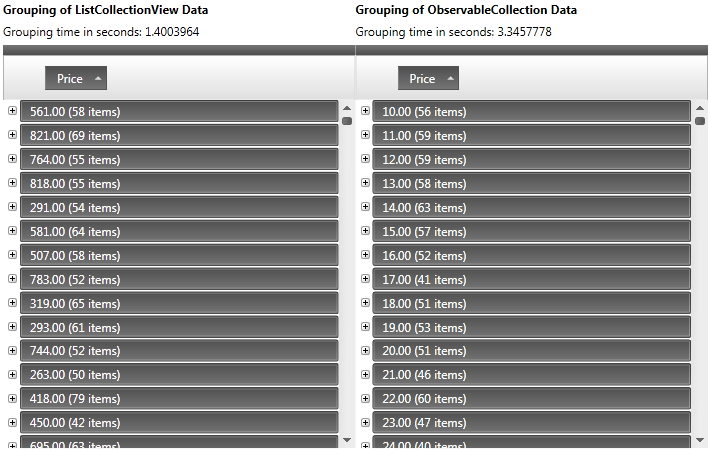 Grouping of ListCollectionView Data
Grouping time in seconds: 1.4003964
Price
561.00 (58 items)
821.00 (69 items)
764.00 (55 items)
818.00 (55 items)
291.00 (54 items)
581.00 (64 items)
507.00 (58 items)
783.00 (52 items)
319.00 (65 items)
293.00 (61 items)
744.00 (52 items)
263.00 (50 items)
418.00 (79 items)
450.00 (42 items)
695.00 (63 items)
Grouping of ObservableCollection Data
Grouping time in seconds: 3.3457778
Price
10.00 (56 items)
11.00 (59 items)
12.00 (59 items)
13.00 (58 items)
14.00 (63 items)
15.00 (57 items)
16.00 (52 items)
17.00 (41 items)
18.00 (51 items)
19.00 (53 items)
20.00 (51 items)
21.00 (46 items)
22.00 (60 items)
23.00 (47 items)
24.00 (40 items)